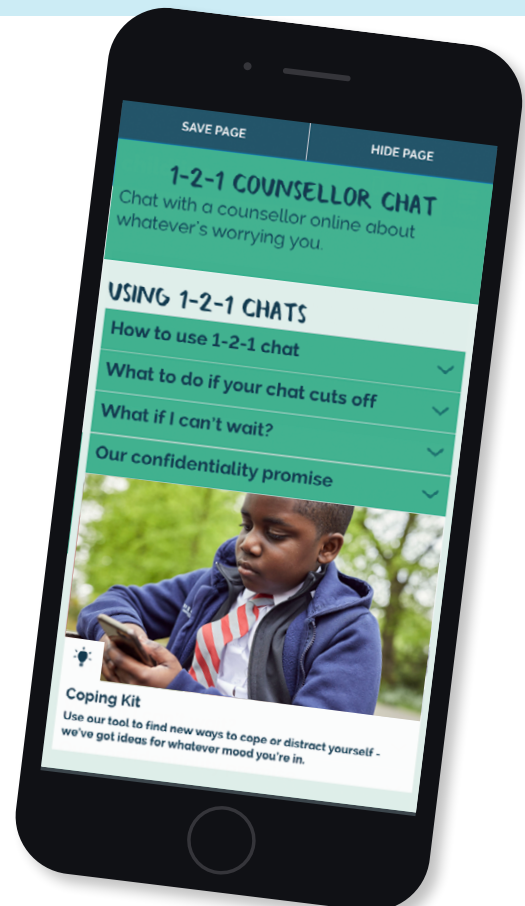 SAVE PAGE
HIDE PAGE
1-2-1 COUNSELLOR CHAT
Chat with a counsellor online about
whatever's worrying you.
USING 1-2-1 CHATS
How to use 1-2-1 chat
What to do if your chat cuts off
What if I can't wait?
Our confidentiality promise
Coping Kit
Use our tool to find new ways to cope or distract yourself -
we've got ideas for whatever mood you're in.